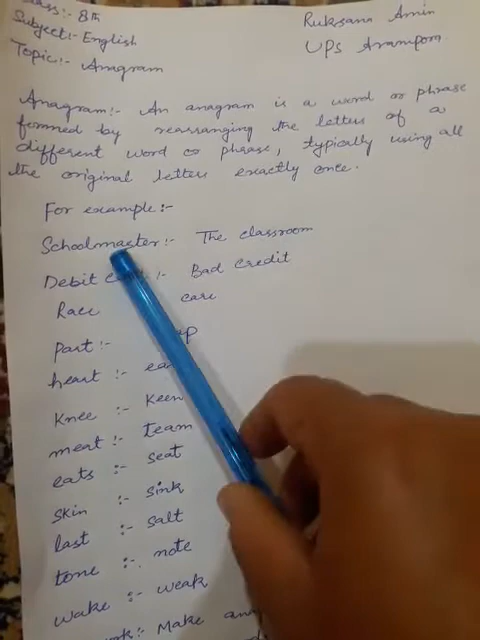 Class:- 8th
Ruksana Amin
Subject:- English
UPS Arampora
Topic:- Anagram
Anagram:- An anagram is a word or phrase
formed by rearranging the letters of a
different word or phrase, typically using all
the original letters exactly once.
For example:-
Schoolmaster:- The classroom
Debit :- Bad Credit
Race care
Part :-
heart :-
Knee :- Keen
meat :- team
eats :- seat
Skin :- sink
last :- salt
tone :- note
wake :- weak
Make